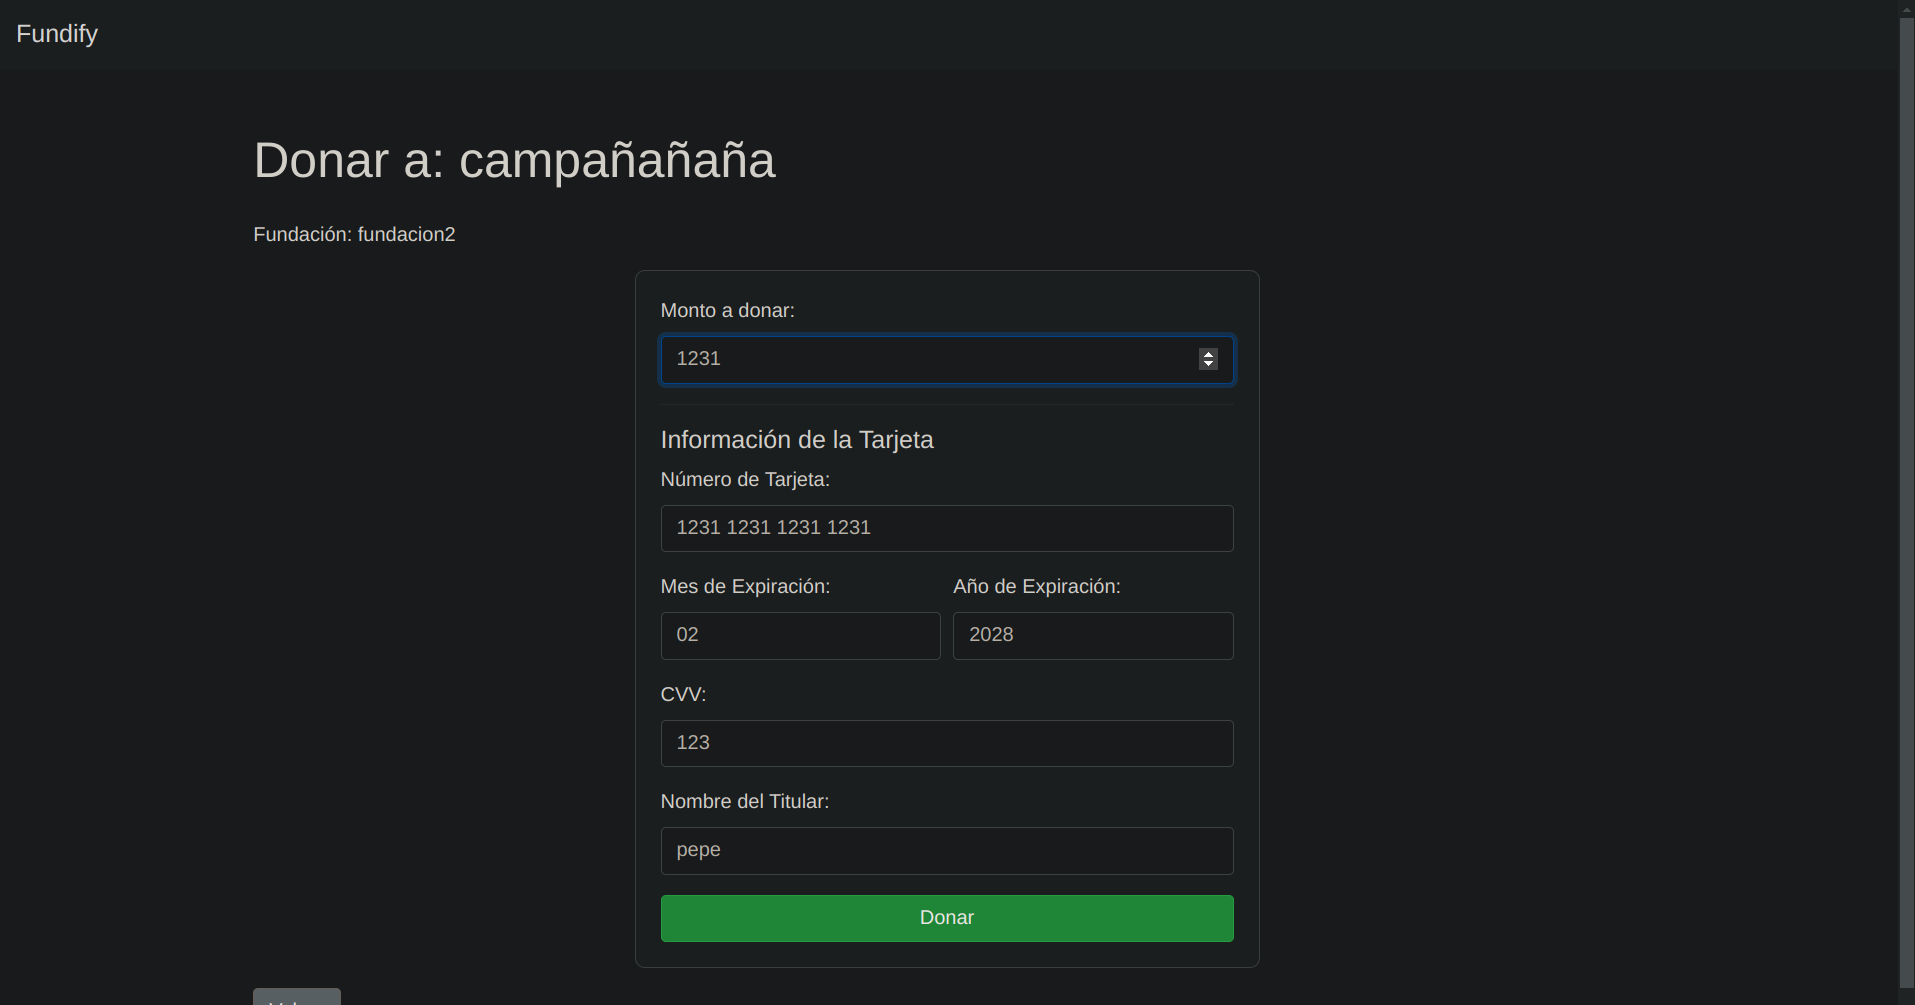 Fundify
Donar a: campañañaña
Fundación: fundacion2
Monto a donar:
1231
Información de la Tarjeta
Número de Tarjeta:
1231 1231 1231 1231
Mes de Expiración: Año de Expiración:
02 2028
CVV:
123
Nombre del Titular:
pepe
Donar